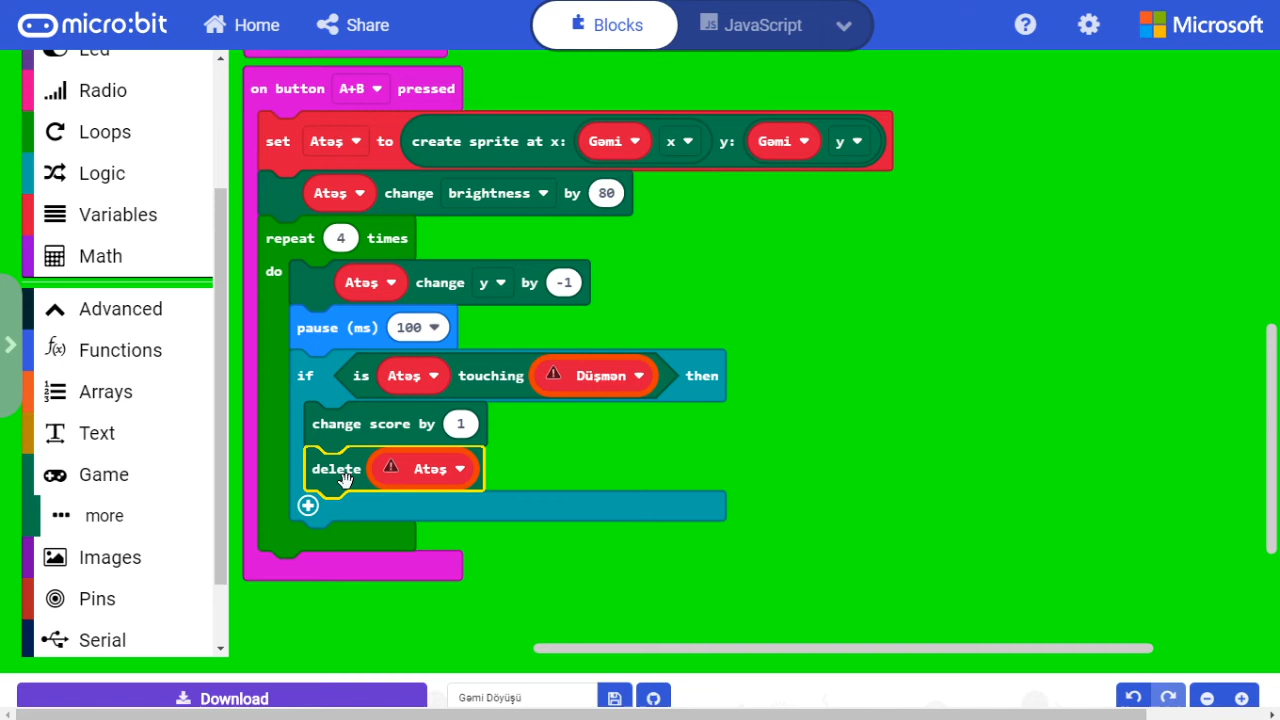 micro:bit Home Share Blocks JavaScript Microsoft
Led
Radio
Loops
Logic
Variables
Math
Advanced
Functions
Arrays
Text
Game
more
Images
Pins
Serial
on button A+B pressed
set Atəş to create sprite at x: Gəmi x y: Gəmi y
Atəş change brightness by 80
repeat 4 times
do
Atəş change y by -1
pause (ms) 100
if is Atəş touching Düşmən then
change score by 1
delete Atəş
Download
Gəmi Döyüşü